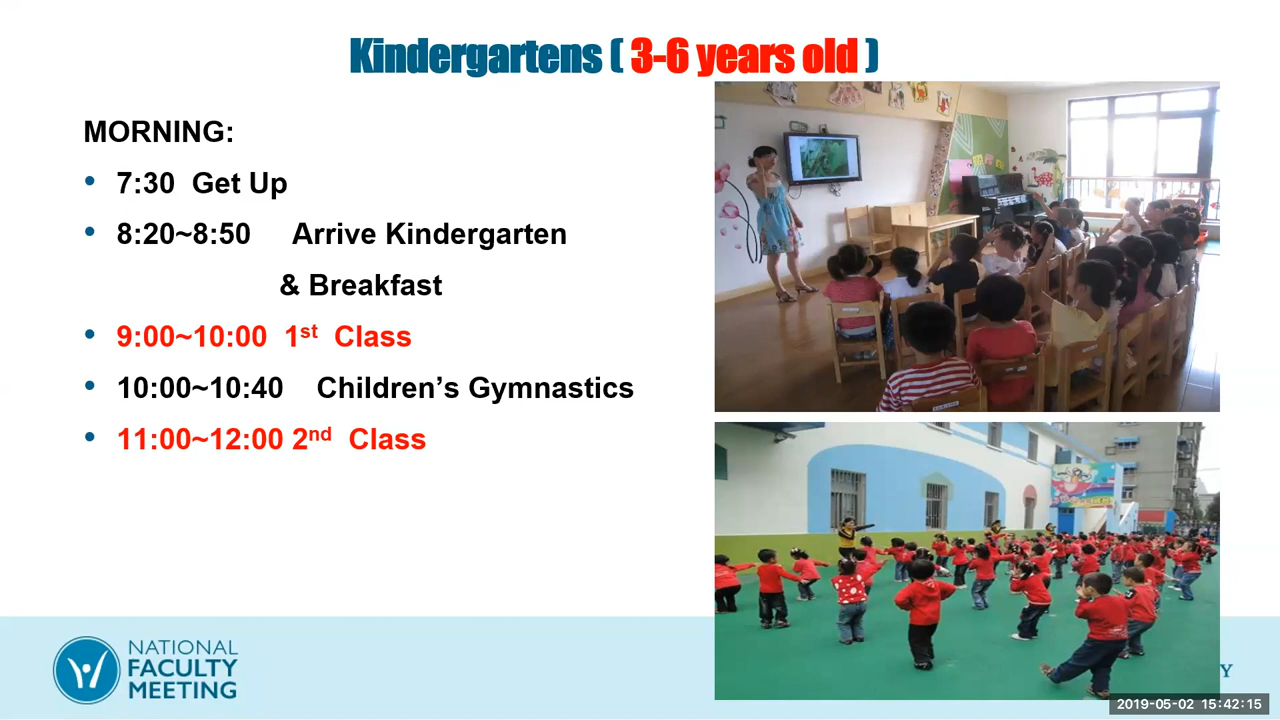 Kindergartens ( 3-6 years old )
MORNING:
• 7:30 Get Up
• 8:20~8:50 Arrive Kindergarten
& Breakfast
• 9:00~10:00 1st Class
• 10:00~10:40 Children’s Gymnastics
• 11:00~12:00 2nd Class
NATIONAL
FACULTY
MEETING
Y
2019-05-02 15:42:15